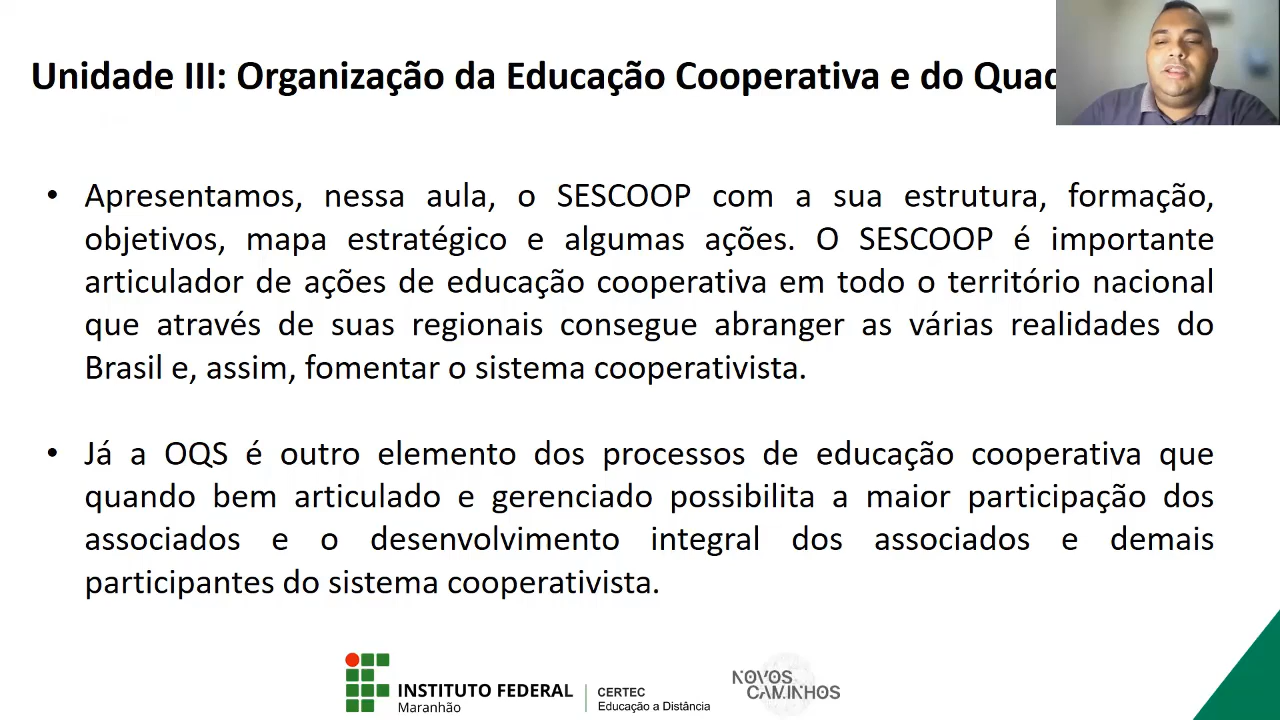 Unidade III: Organização da Educação Cooperativa e do
• Apresentamos, nessa aula, o SESCOOP com a sua estrutura, formação,
objetivos, mapa estratégico e algumas ações. O SESCOOP é importante
articulador de ações de educação cooperativa em todo o território nacional
que através de suas regionais consegue abranger as várias realidades do
Brasil e, assim, fomentar o sistema cooperativista.
• Já a OQS é outro elemento dos processos de educação cooperativa que
quando bem articulado e gerenciado possibilita a maior participação dos
associados e o desenvolvimento integral dos associados e demais
participantes do sistema cooperativista.
INSTITUTO FEDERAL
Maranhão
CERTEC
Educação a Distância
NOVOS
CAMINHOS